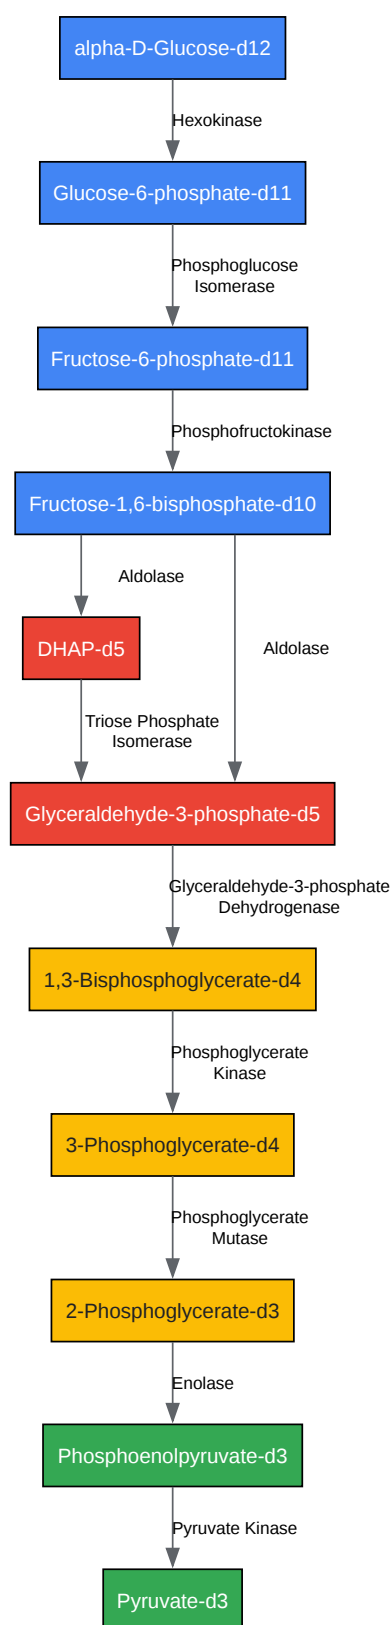 alpha-D-Glucose-d12
Hexokinase
Glucose-6-phosphate-d11
Phosphoglucose
Isomerase
Fructose-6-phosphate-d11
Phosphofructokinase
Fructose-1,6-bisphosphate-d10
Aldolase
DHAP-d5
Aldolase
Triose Phosphate
Isomerase
Glyceraldehyde-3-phosphate-d5
Glyceraldehyde-3-phosphate
Dehydrogenase
1,3-Bisphosphoglycerate-d4
Phosphoglycerate
Kinase
3-Phosphoglycerate-d4
Phosphoglycerate
Mutase
2-Phosphoglycerate-d3
Enolase
Phosphoenolpyruvate-d3
Pyruvate Kinase
Pyruvate-d3